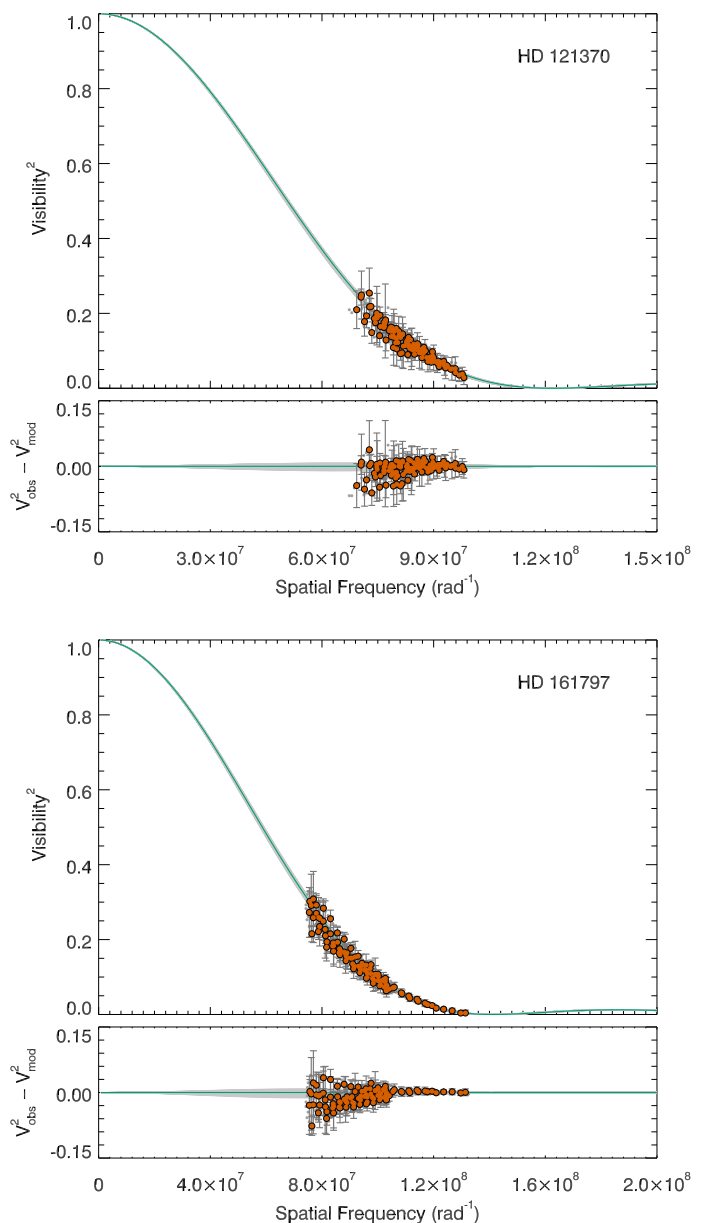 1.0
HD 121370
0.8
0.6
Visibility²
0.4
0.2
0.0
0.15
0.00
V²obs − V²mod
-0.15
0 3.0×10⁷ 6.0×10⁷ 9.0×10⁷ 1.2×10⁸ 1.5×10⁸
Spatial Frequency (rad⁻¹)
1.0
HD 161797
0.8
0.6
Visibility²
0.4
0.2
0.0
0.15
0.00
V²obs − V²mod
-0.15
0 4.0×10⁷ 8.0×10⁷ 1.2×10⁸ 1.6×10⁸ 2.0×10⁸
Spatial Frequency (rad⁻¹)